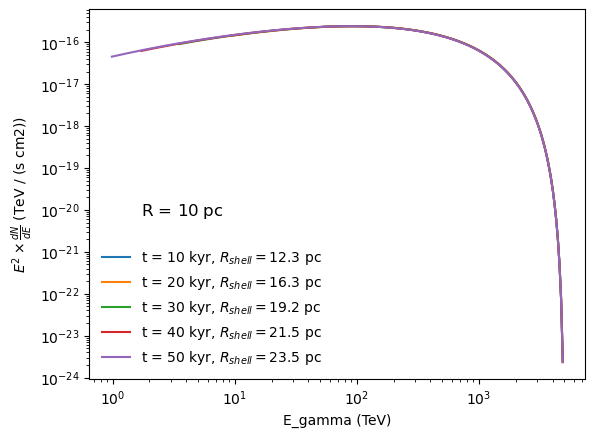 10⁻¹⁶
10⁻¹⁷
10⁻¹⁸
10⁻¹⁹
10⁻²⁰
10⁻²¹
10⁻²²
10⁻²³
10⁻²⁴
E² × dN/dE (TeV / (s cm2))
R = 10 pc
t = 10 kyr, R_shell = 12.3 pc
t = 20 kyr, R_shell = 16.3 pc
t = 30 kyr, R_shell = 19.2 pc
t = 40 kyr, R_shell = 21.5 pc
t = 50 kyr, R_shell = 23.5 pc
10⁰ 10¹ 10² 10³
E_gamma (TeV)